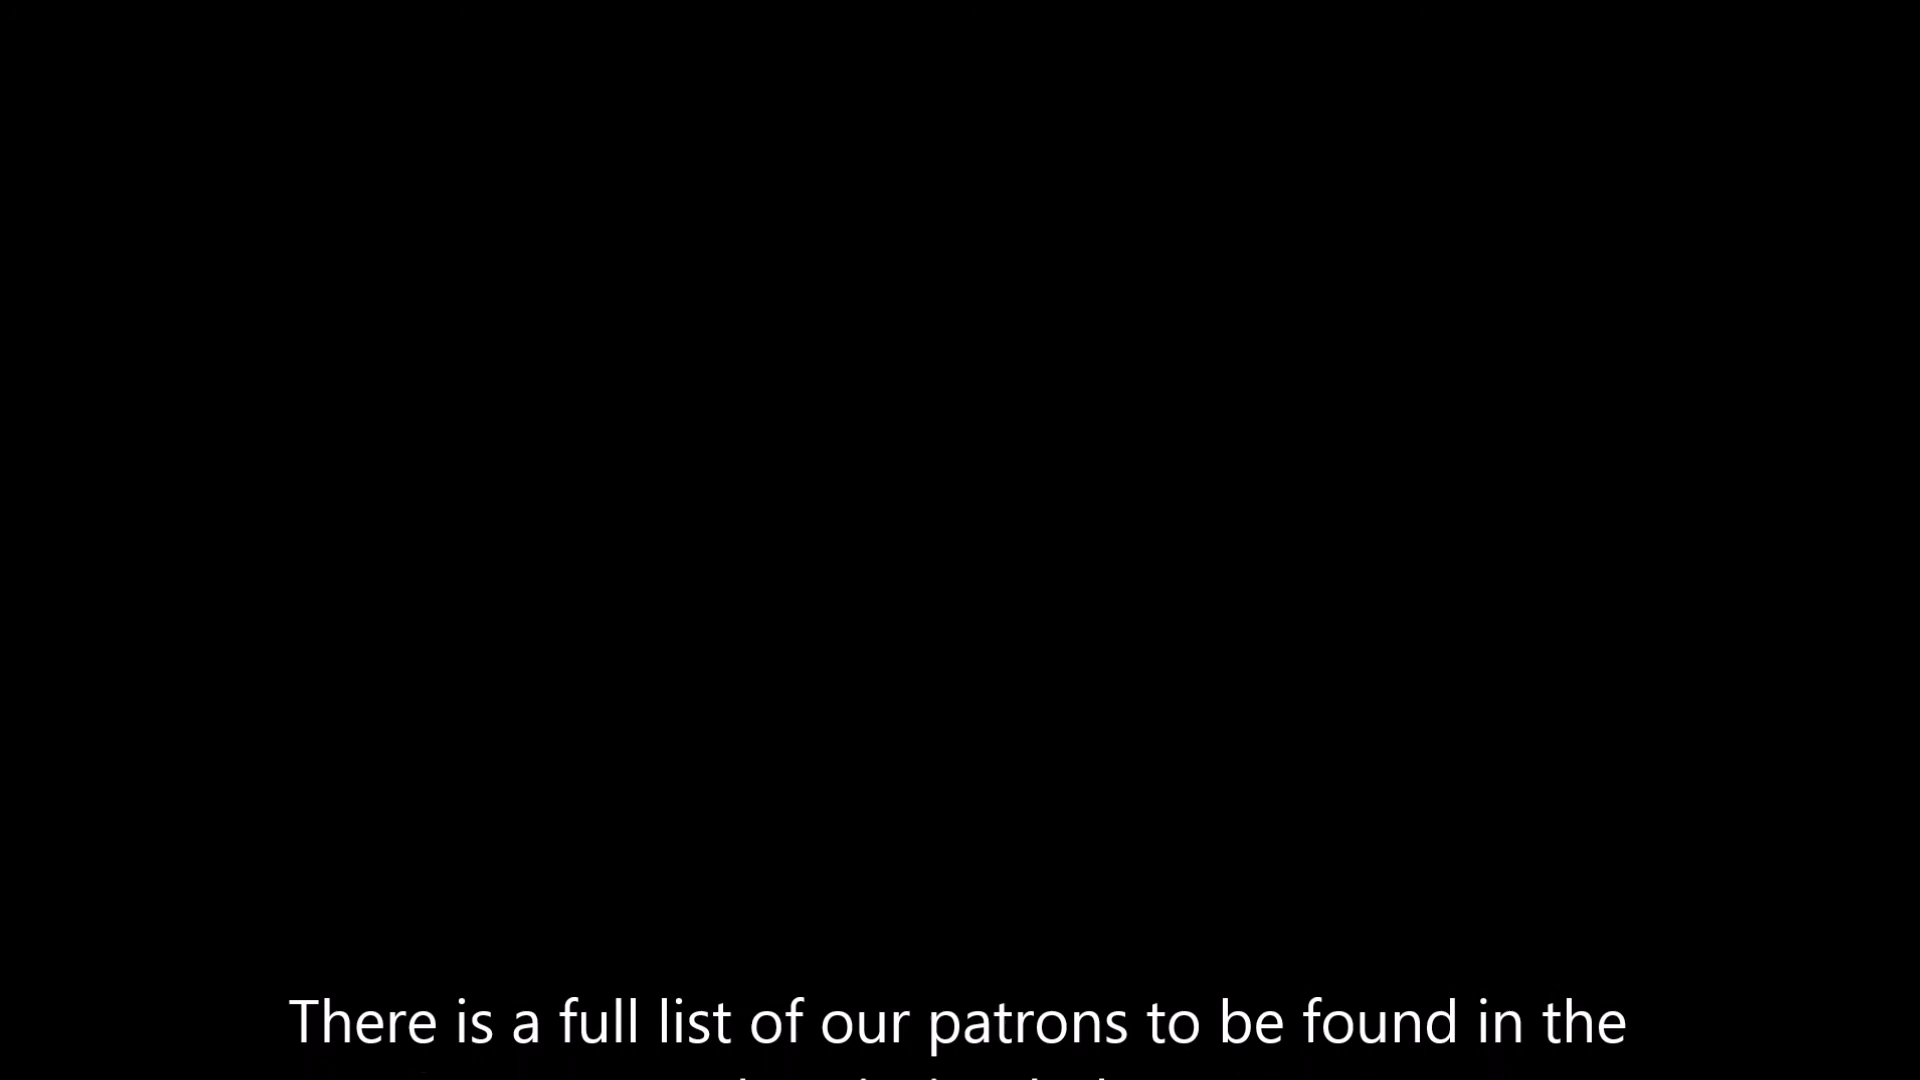 There is a full list of our patrons to be found in the